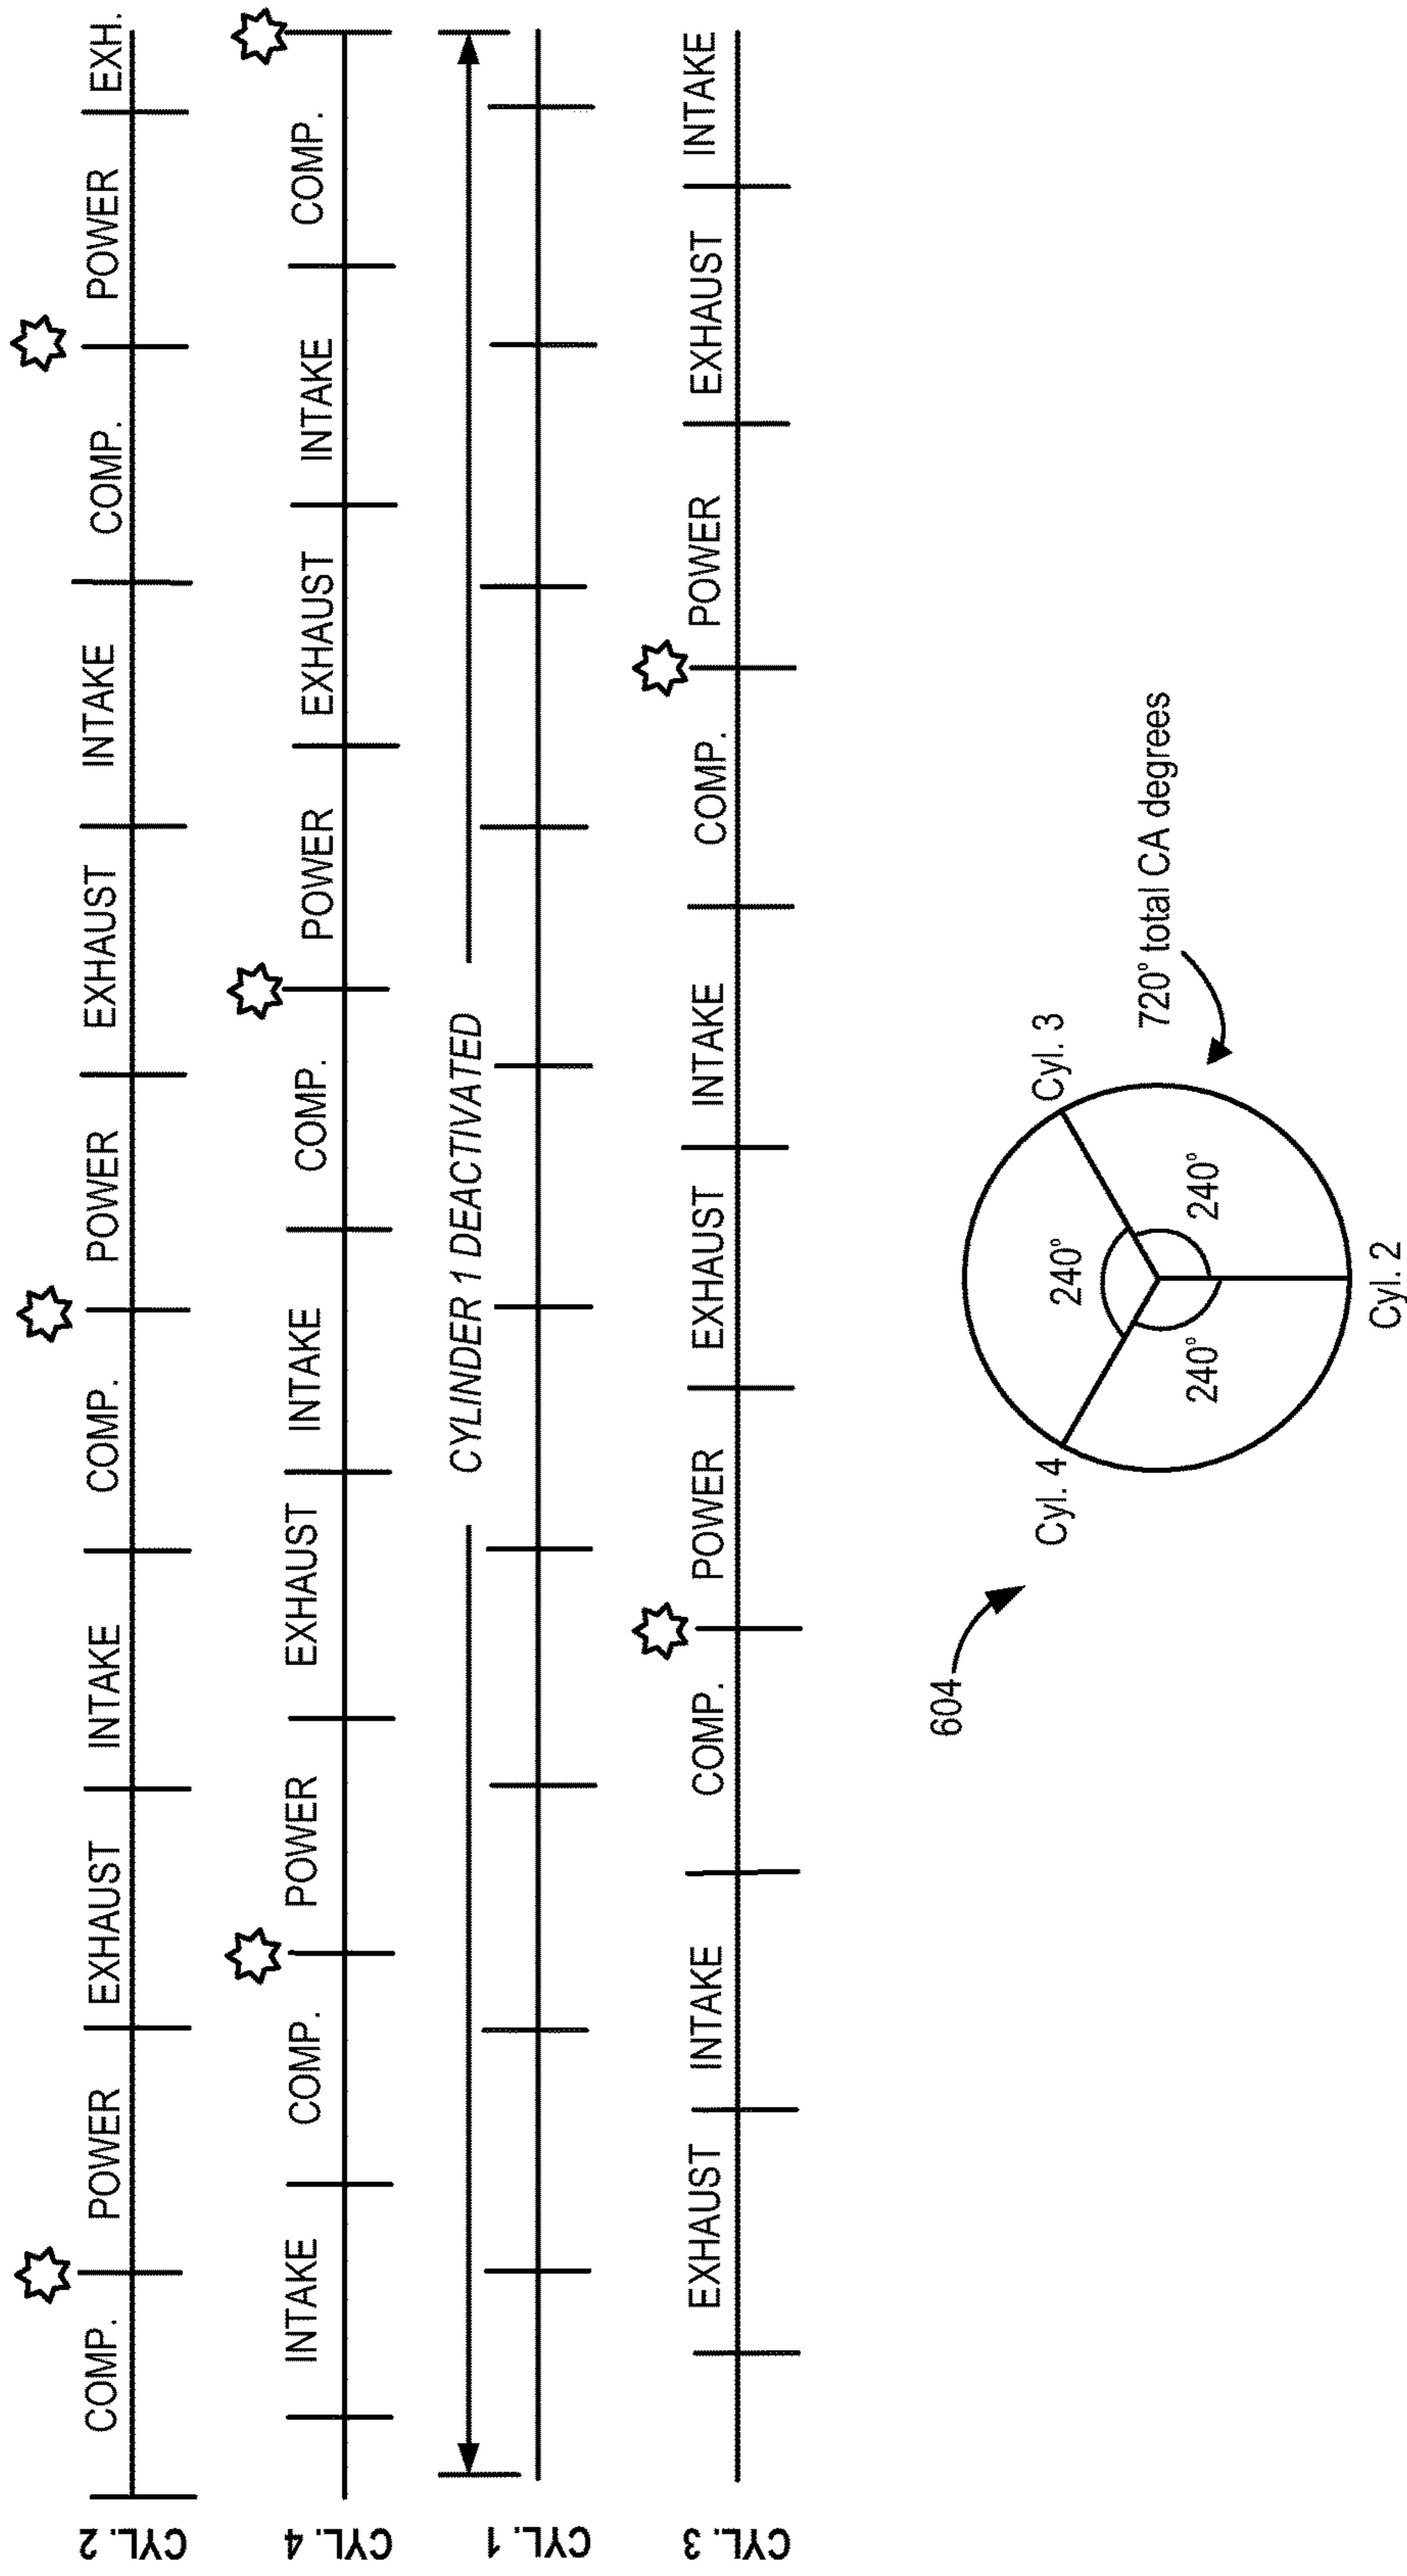 CYL. 2 COMP. POWER EXHAUST INTAKE COMP. POWER EXHAUST INTAKE COMP. POWER EXH.
CYL. 4 INTAKE COMP. POWER EXHAUST INTAKE COMP. POWER EXHAUST INTAKE COMP.
CYLINDER 1 DEACTIVATED
CYL. 1
CYL. 3 EXHAUST INTAKE COMP. POWER EXHAUST INTAKE COMP. POWER EXHAUST INTAKE
604
Cyl. 4
Cyl. 3
240°
240°
240°
720° total CA degrees
Cyl. 2